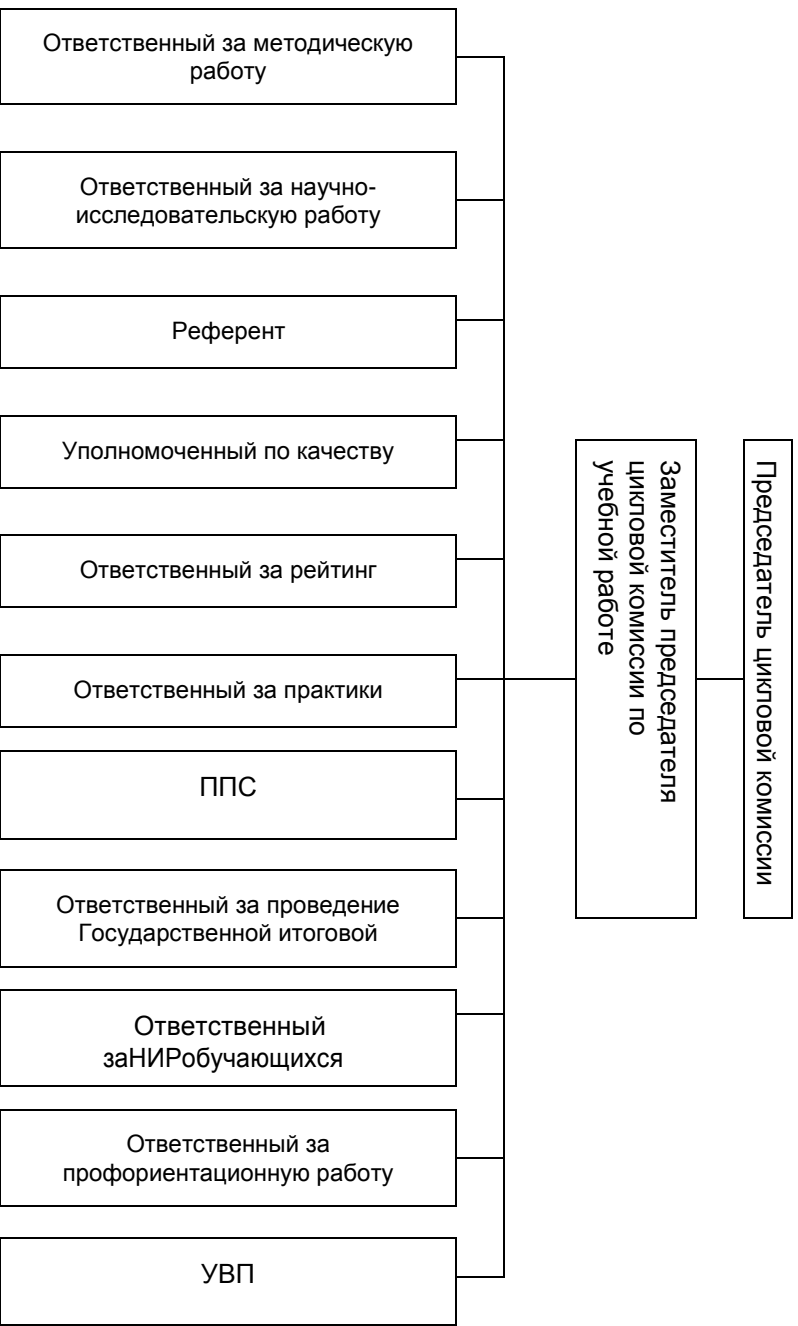 Ответственный за методическую
работу
Ответственный за научно-
исследовательскую работу
Референт
Уполномоченный по качеству
Ответственный за рейтинг
Ответственный за практики
ППС
Ответственный за проведение
Государственной итоговой
Ответственный
заНИРобучающихся
Ответственный за
профориентационную работу
УВП
Заместитель председателя
цикловой комиссии по
учебной работе
Председатель цикловой комиссии